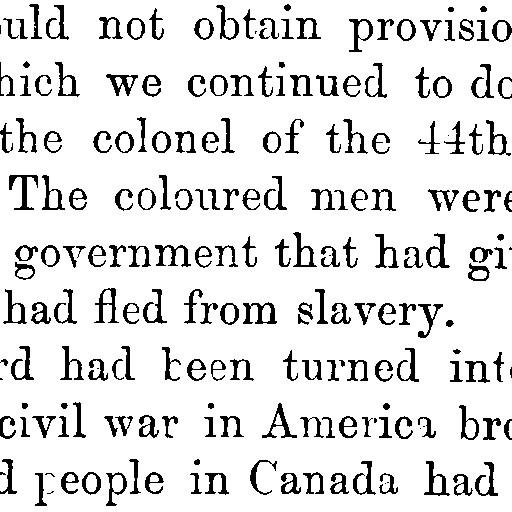 ould not obtain provisio
hich we continued to do
the colonel of the 44th
The coloured men were
government that had gi
had fled from slavery.
rd had been turned int
civil war in America bro
d people in Canada had